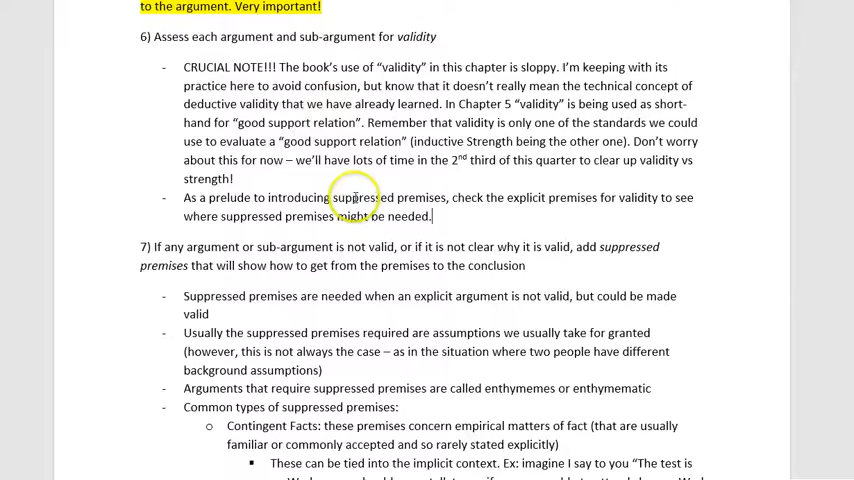 to the argument. Very important!
6) Assess each argument and sub-argument for validity
- CRUCIAL NOTE!!! The book's use of "validity" in this chapter is sloppy. I'm keeping with its
practice here to avoid confusion, but know that it doesn't really mean the technical concept of
deductive validity that we have already learned. In Chapter 5 "validity" is being used as short-
hand for "good support relation". Remember that validity is only one of the standards we could
use to evaluate a "good support relation" (inductive Strength being the other one). Don't worry
about this for now – we'll have lots of time in the 2nd third of this quarter to clear up validity vs
strength!
- As a prelude to introducing suppressed premises, check the explicit premises for validity to see
where suppressed premises might be needed.
7) If any argument or sub-argument is not valid, or if it is not clear why it is valid, add suppressed
premises that will show how to get from the premises to the conclusion
- Suppressed premises are needed when an explicit argument is not valid, but could be made
valid
- Usually the suppressed premises required are assumptions we usually take for granted
(however, this is not always the case – as in the situation where two people have different
background assumptions)
- Arguments that require suppressed premises are called enthymemes or enthymematic
- Common types of suppressed premises:
o Contingent Facts: these premises concern empirical matters of fact (that are usually
familiar or commonly accepted and so rarely stated explicitly)
▪ These can be tied into the implicit context. Ex: imagine I say to you "The test is